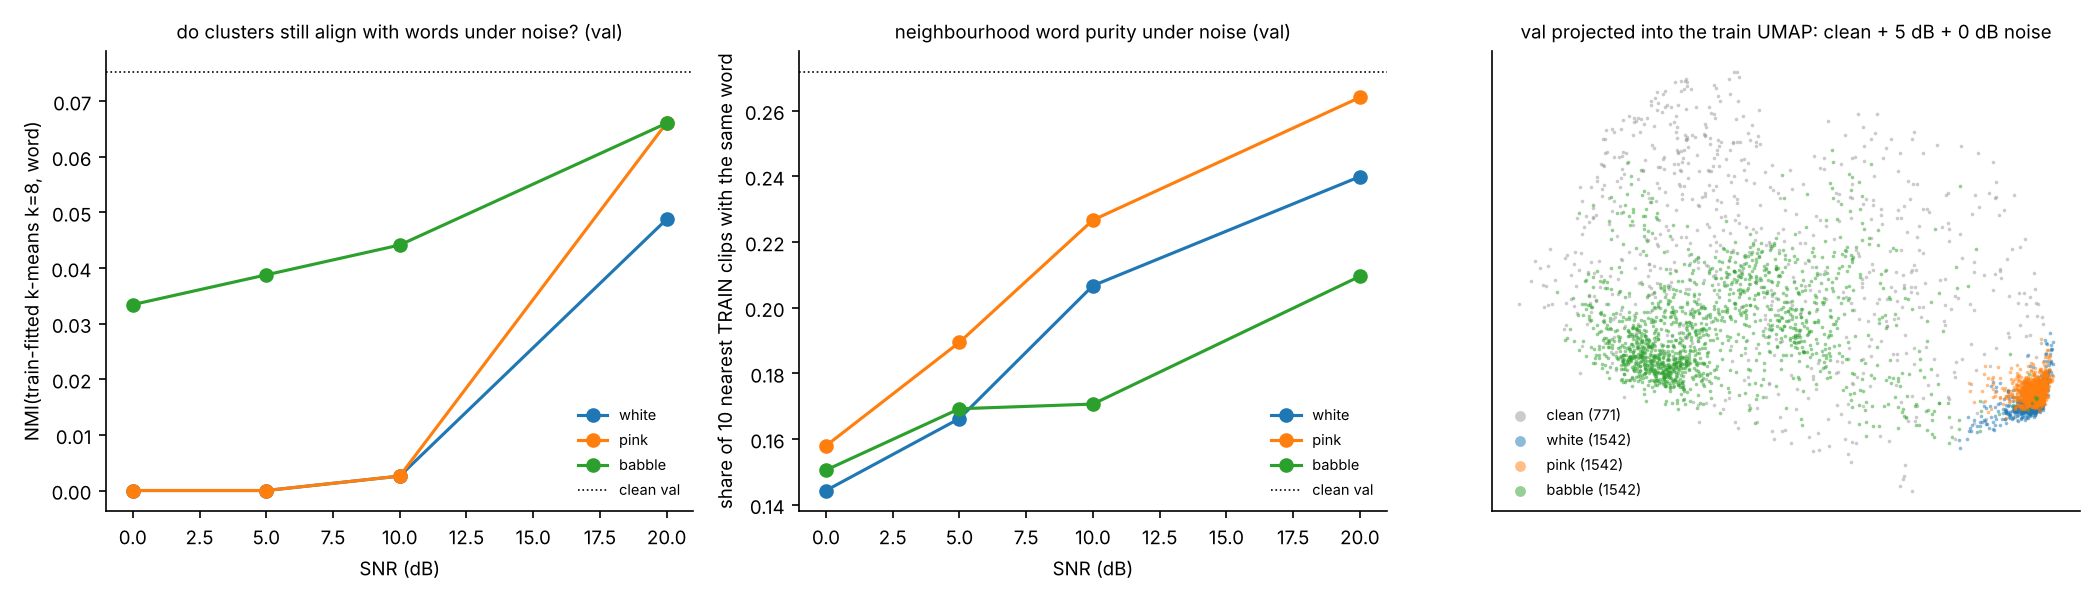 do clusters still align with words under noise? (val)
NMI(train-fitted k-means k=8, word)
0.07
0.06
0.05
0.04
0.03
0.02
0.01
0.00
white
pink
babble
clean val
0.0 2.5 5.0 7.5 10.0 12.5 15.0 17.5 20.0
SNR (dB)
neighbourhood word purity under noise (val)
share of 10 nearest TRAIN clips with the same word
0.26
0.24
0.22
0.20
0.18
0.16
0.14
white
pink
babble
clean val
0.0 2.5 5.0 7.5 10.0 12.5 15.0 17.5 20.0
SNR (dB)
val projected into the train UMAP: clean + 5 dB + 0 dB noise
clean (771)
white (1542)
pink (1542)
babble (1542)